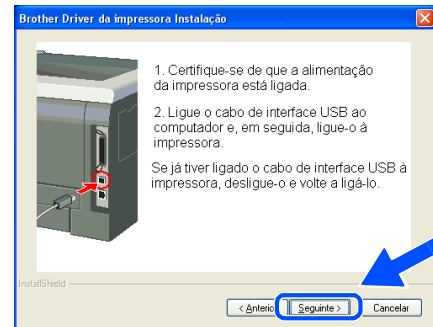 Brother Driver da impressora Instalação
1. Certifique-se de que a alimentação
da impressora está ligada.
2. Ligue o cabo de interface USB ao
computador e, em seguida, ligue-o à
impressora.
Se já tiver ligado o cabo de interface USB à
impressora, desligue-o e volte a ligá-lo.
InstallShield
< Anterio Seguinte > Cancelar